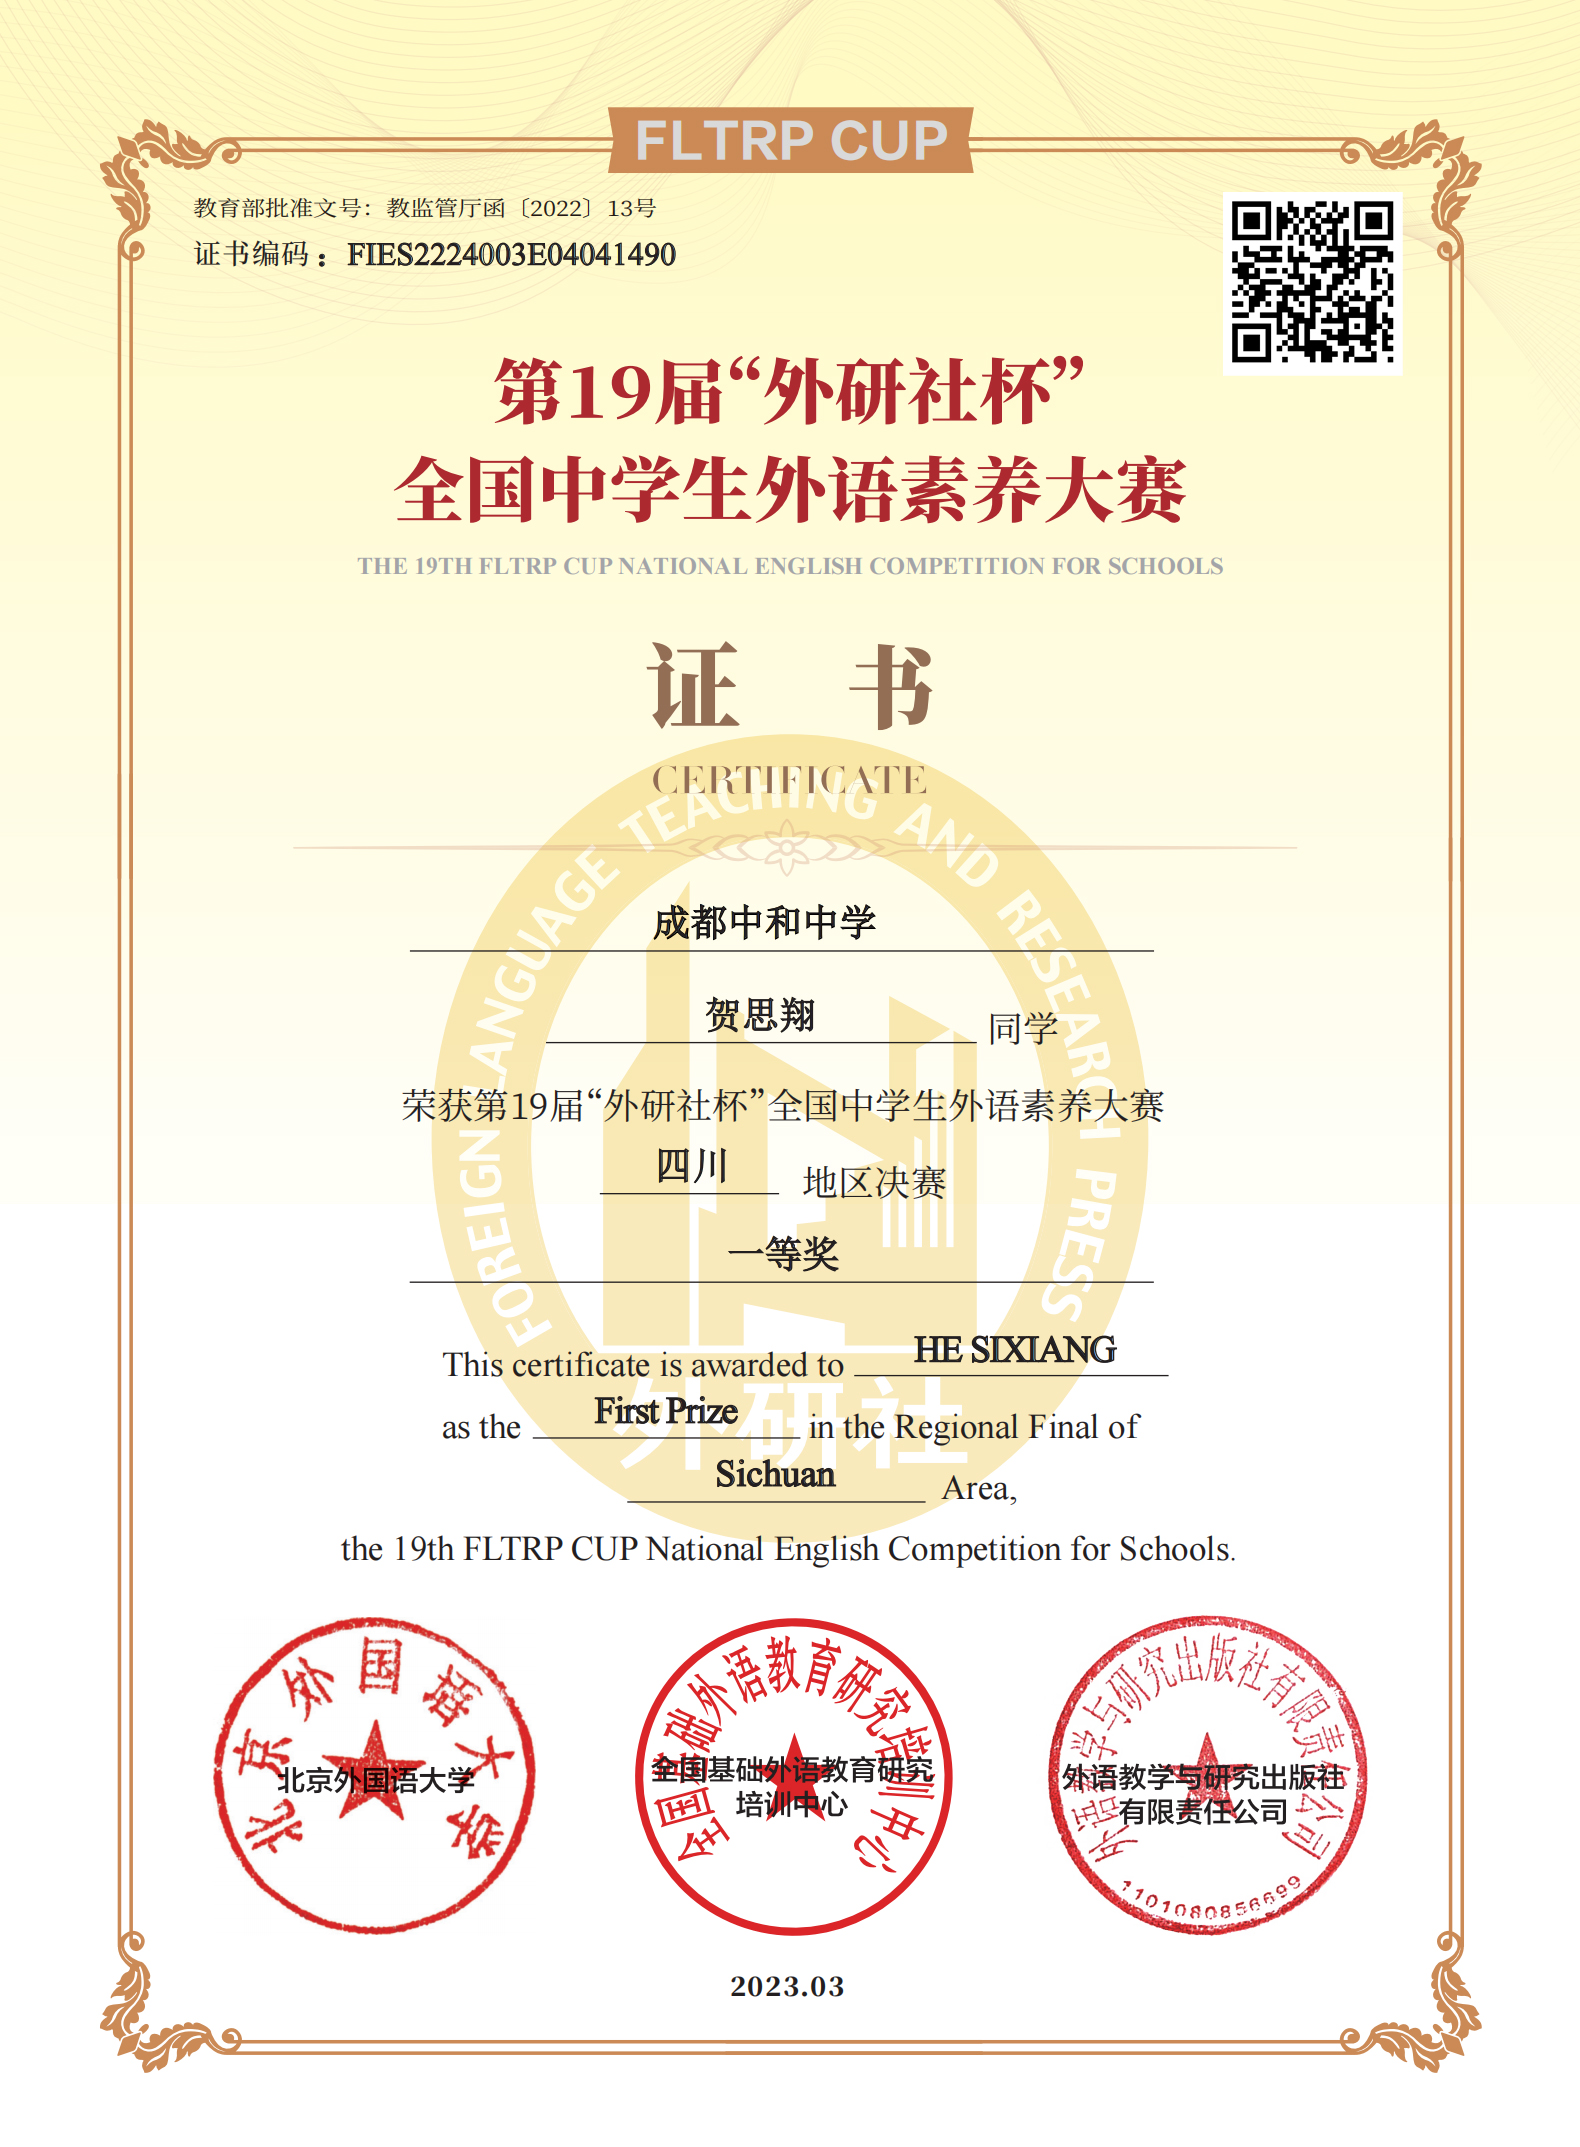 FLTRP CUP
教育部批准文号：教监管厅函〔2022〕13号
证书编码：FIES2224003E04041490
第19届“外研社杯”
全国中学生外语素养大赛
THE 19TH FLTRP CUP NATIONAL ENGLISH COMPETITION FOR SCHOOLS
证 书
CERTIFICATE
FOREIGN LANGUAGE TEACHING AND RESEARCH PRESS
成都中和中学
贺思翔 同学
荣获第19届“外研社杯”全国中学生外语素养大赛
四川 地区决赛
一等奖
This certificate is awarded to HE SIXIANG
外研社
as the First Prize in the Regional Final of
Sichuan Area,
the 19th FLTRP CUP National English Competition for Schools.
北京外国语大学
北京外国语大学
全国基础外语教育研究培训中心
全国基础外语教育研究
培训中心
外语教学与研究出版社有限责任公司
外语教学与研究出版社
有限责任公司
1101080856699
2023.03